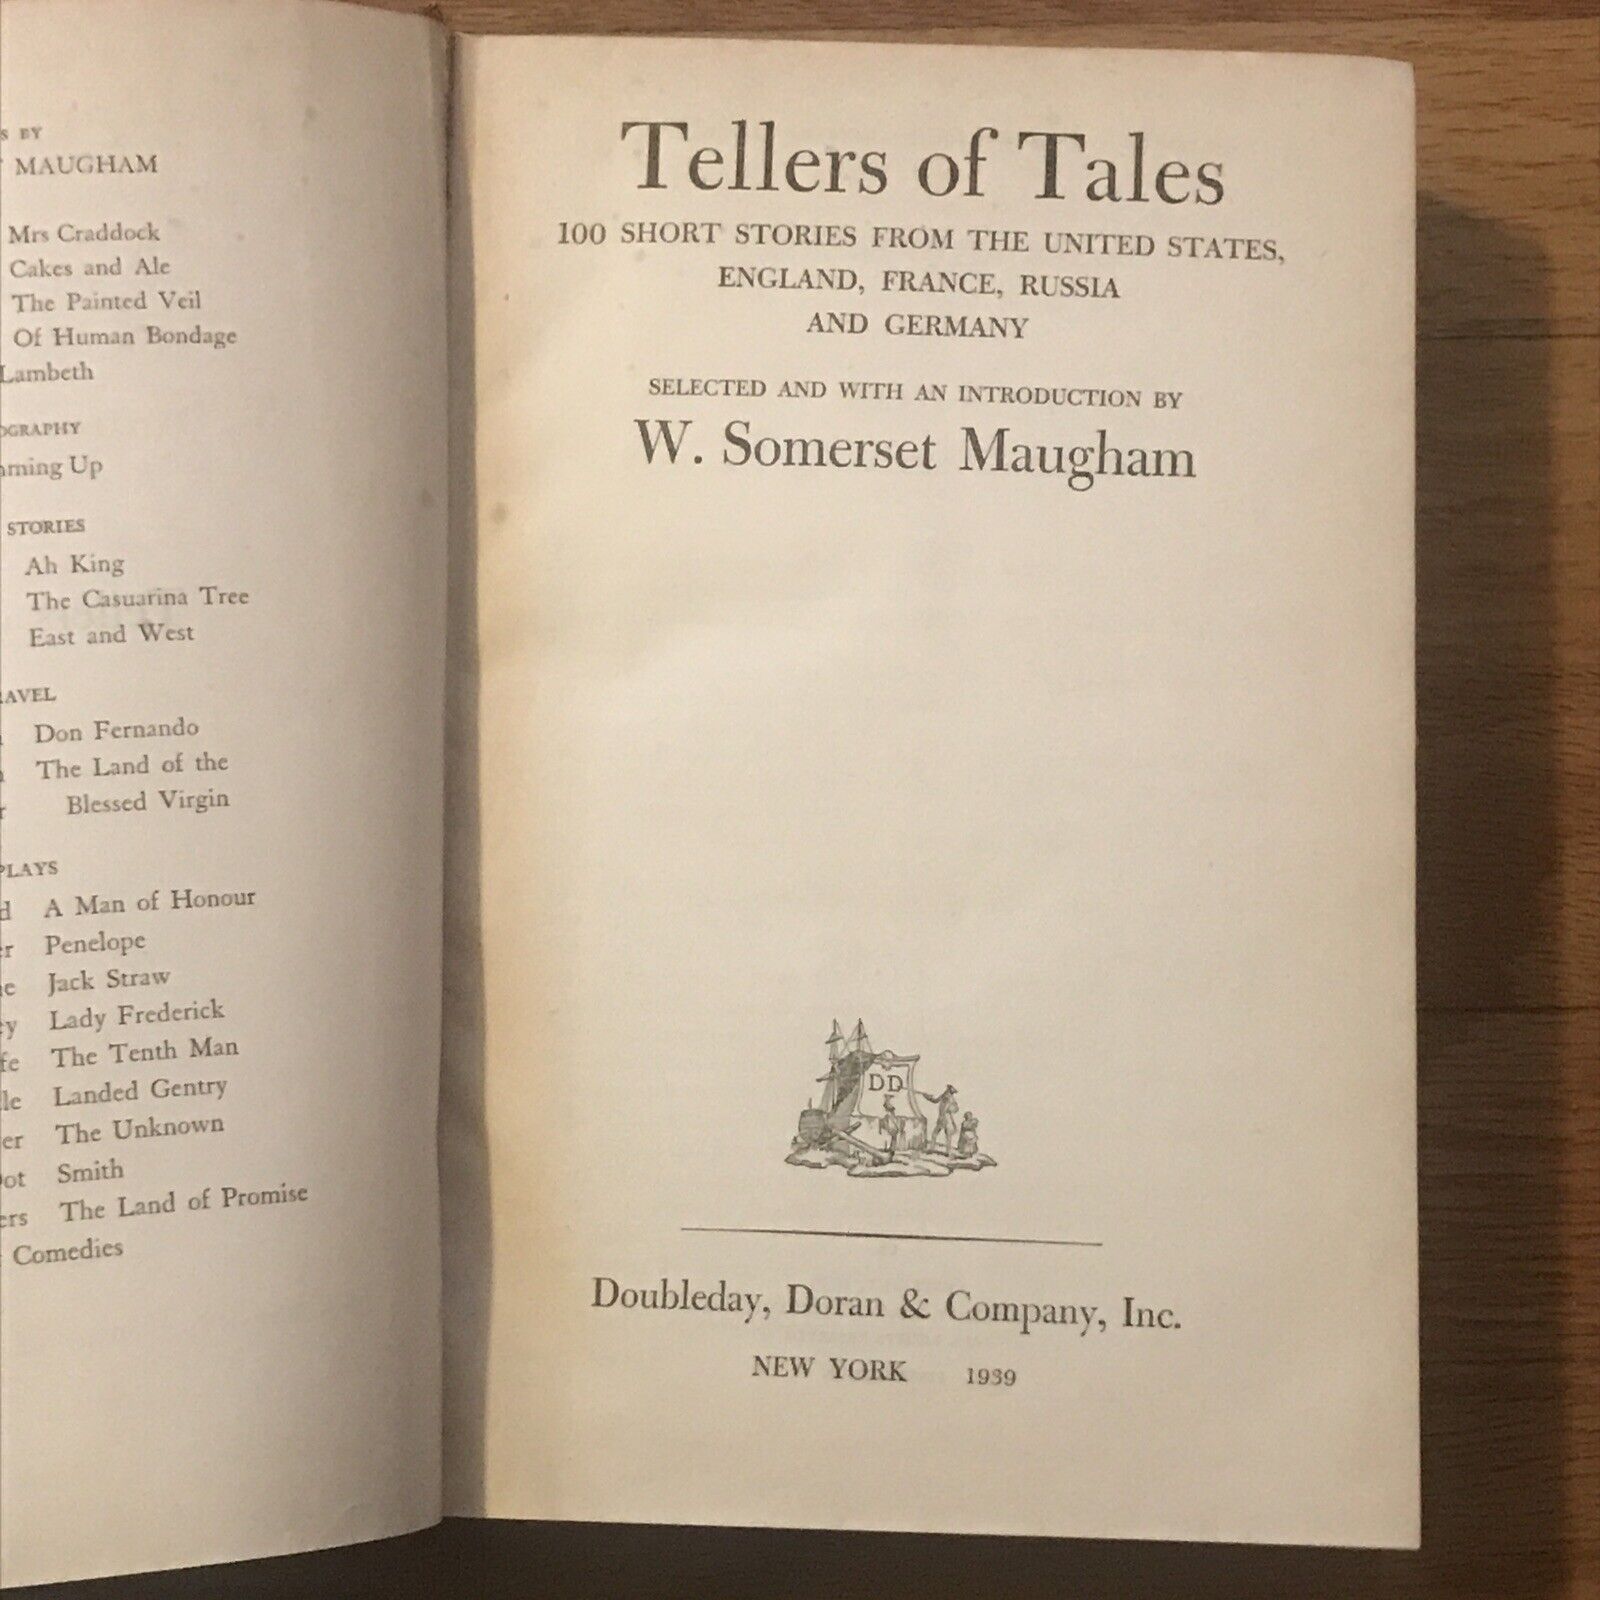 BY
MAUGHAM
Mrs Craddock
Cakes and Ale
The Painted Veil
Of Human Bondage
Lambeth
Up
STORIES
Ah King
The Casuarina Tree
East and West
Don Fernando
The Land of the
Blessed Virgin
PLAYS
A Man of Honour
Penelope
Jack Straw
Lady Frederick
The Tenth Man
Landed Gentry
The Unknown
Smith
The Land of Promise
Comedies
Tellers of Tales
100 SHORT STORIES FROM THE UNITED STATES,
ENGLAND, FRANCE, RUSSIA
AND GERMANY
SELECTED AND WITH AN INTRODUCTION BY
W. Somerset Maugham
DD
Doubleday, Doran & Company, Inc.
NEW YORK 1939